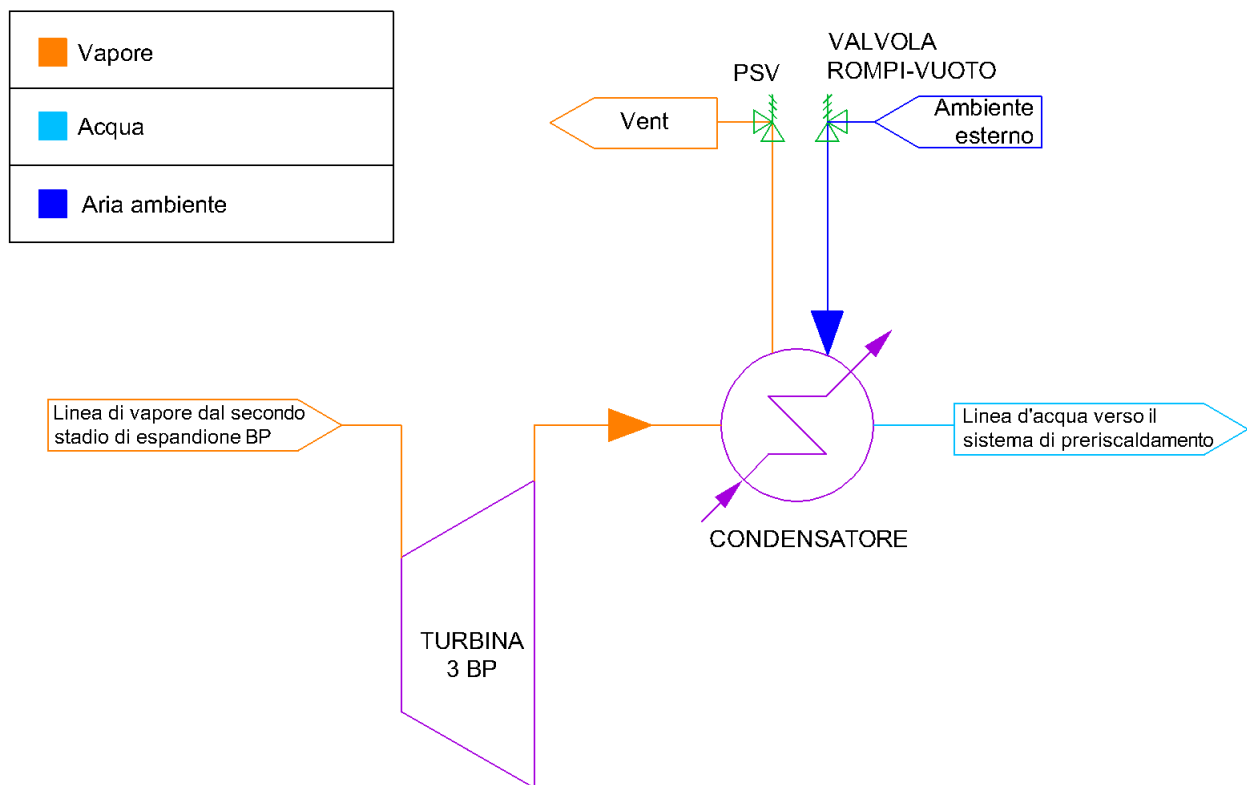 Vapore
Acqua
Aria ambiente
PSV
VALVOLA
ROMPI-VUOTO
Vent
Ambiente
esterno
Linea di vapore dal secondo
stadio di espandione BP
Linea d'acqua verso il
sistema di preriscaldamento
CONDENSATORE
TURBINA
3 BP